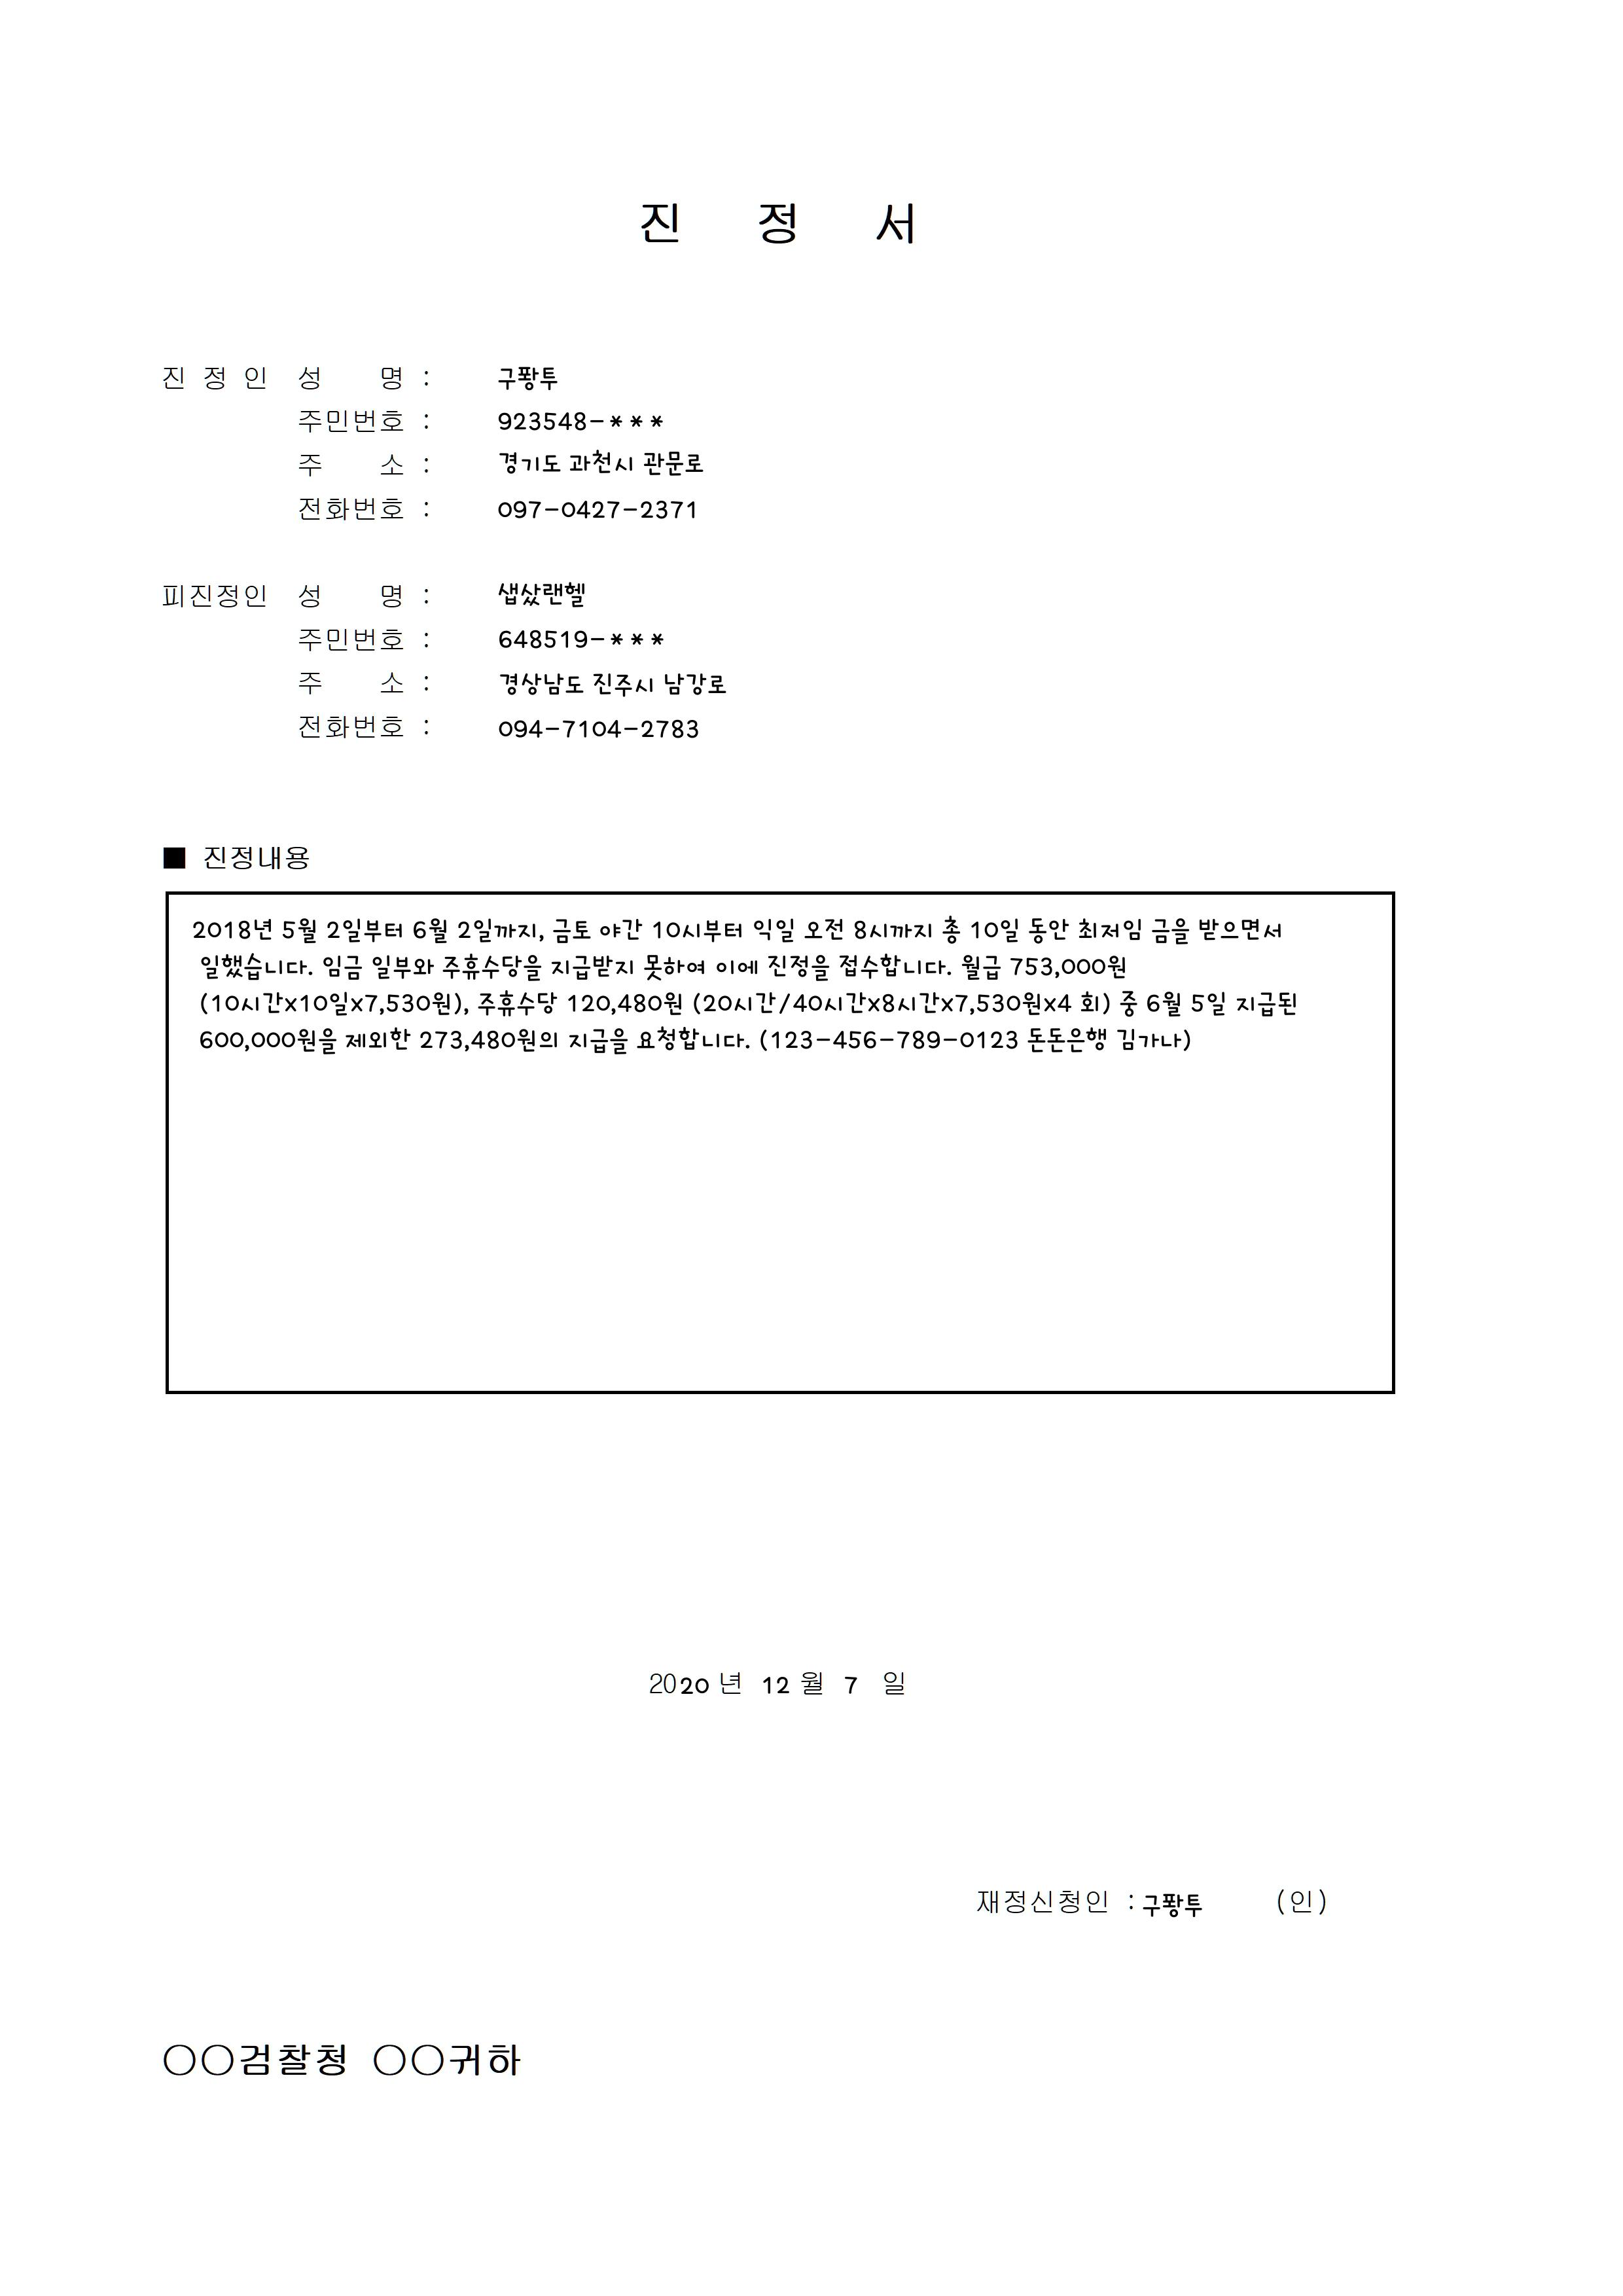 진 정 서
진 정 인 성 명 : 구퐝투
주민번호 : 923548-***
주 소 : 경기도 과천시 관문로
전화번호 : 097-0427-2371
피진정인 성 명 : 샙샀랜헬
주민번호 : 648519-***
주 소 : 경상남도 진주시 남강로
전화번호 : 094-7104-2783
■ 진정내용
2018년 5월 2일부터 6월 2일까지, 금토 야간 10시부터 익일 오전 8시까지 총 10일 동안 최저임 금을 받으면서
일했습니다. 임금 일부와 주휴수당을 지급받지 못하여 이에 진정을 접수합니다. 월급 753,000원
(10시간x10일x7,530원), 주휴수당 120,480원 (20시간/40시간x8시간x7,530원x4 회) 중 6월 5일 지급된
600,000원을 제외한 273,480원의 지급을 요청합니다. (123-456-789-0123 돈돈은행 김가나)
2020 년 12 월 7 일
재정신청인 : 구퐝투 (인)
○○검찰청 ○○귀하